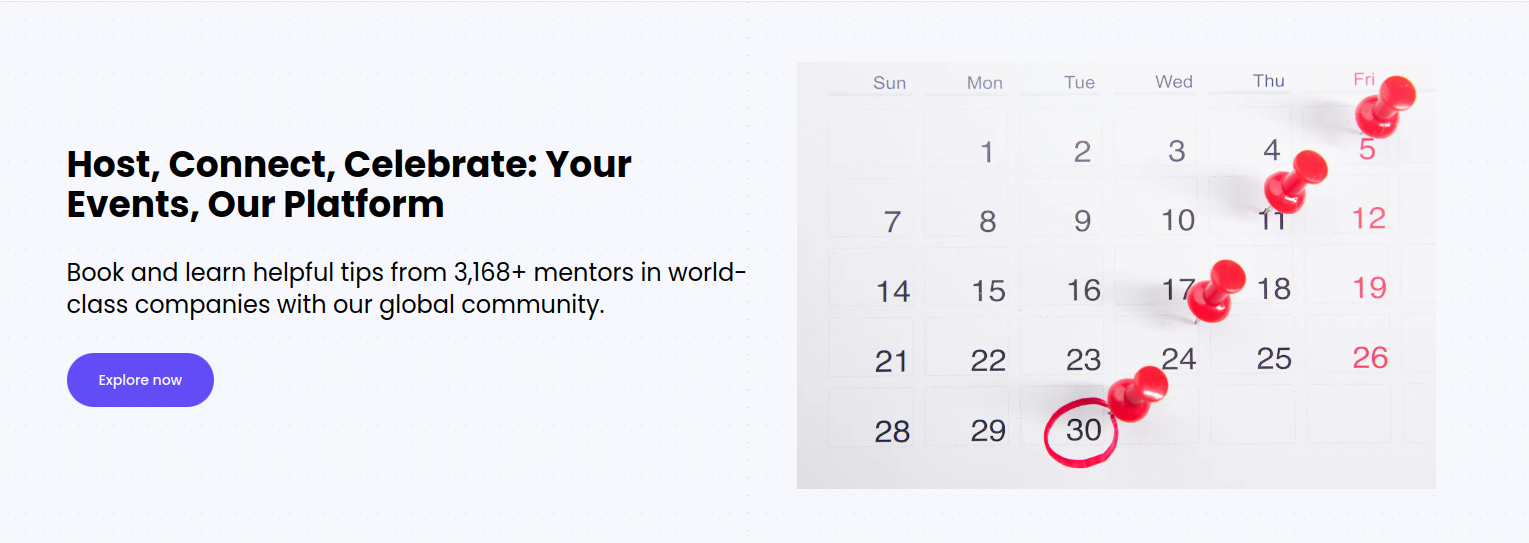 Host, Connect, Celebrate: Your
Events, Our Platform
Book and learn helpful tips from 3,168+ mentors in world-
class companies with our global community.
Explore now
Sun Mon Tue Wed Thu Fri
1 2 3 4 5
7 8 9 10 11 12
14 15 16 17 18 19
21 22 23 24 25 26
28 29 30